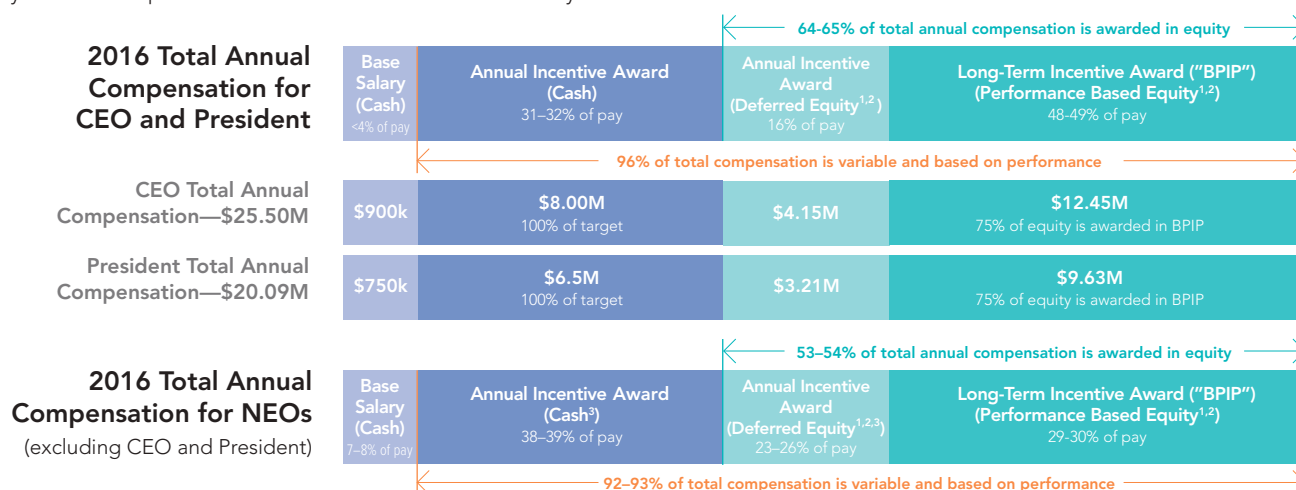 64-65% of total annual compensation is awarded in equity
2016 Total Annual
Compensation for
CEO and President
Base
Salary
(Cash)
<4% of pay
Annual Incentive Award
(Cash)
31–32% of pay
Annual Incentive
Award
(Deferred Equity1,2)
16% of pay
Long-Term Incentive Award ("BPIP")
(Performance Based Equity1,2)
48-49% of pay
96% of total compensation is variable and based on performance
CEO Total Annual
Compensation—$25.50M
$900k
$8.00M
100% of target
$4.15M
$12.45M
75% of equity is awarded in BPIP
President Total Annual
Compensation—$20.09M
$750k
$6.5M
100% of target
$3.21M
$9.63M
75% of equity is awarded in BPIP
53–54% of total annual compensation is awarded in equity
2016 Total Annual
Compensation for NEOs
(excluding CEO and President)
Base
Salary
(Cash)
7–8% of pay
Annual Incentive Award
(Cash3)
38–39% of pay
Annual Incentive
Award
(Deferred Equity1,2,3)
23–26% of pay
Long-Term Incentive Award ("BPIP")
(Performance Based Equity1,2)
29-30% of pay
92–93% of total compensation is variable and based on performance